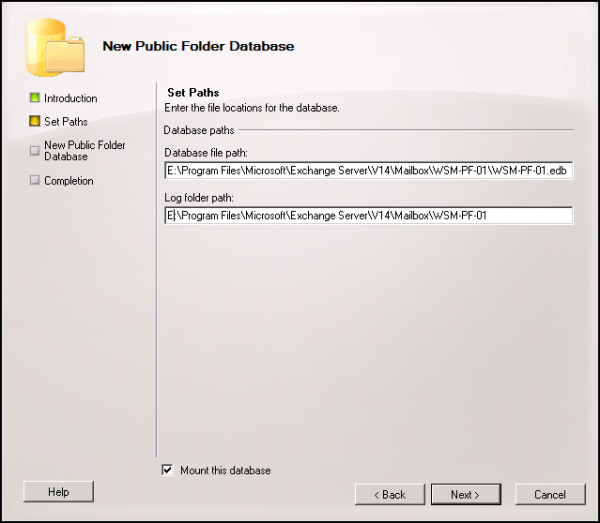 New Public Folder Database
Introduction
Set Paths
New Public Folder
Database
Completion
Set Paths
Enter the file locations for the database.
Database paths
Database file path:
E:\Program Files\Microsoft\Exchange Server\V14\Mailbox\WSM-PF-01\WSM-PF-01.edb
Log folder path:
E:\Program Files\Microsoft\Exchange Server\V14\Mailbox\WSM-PF-01
Mount this database
Help
< Back
Next >
Cancel